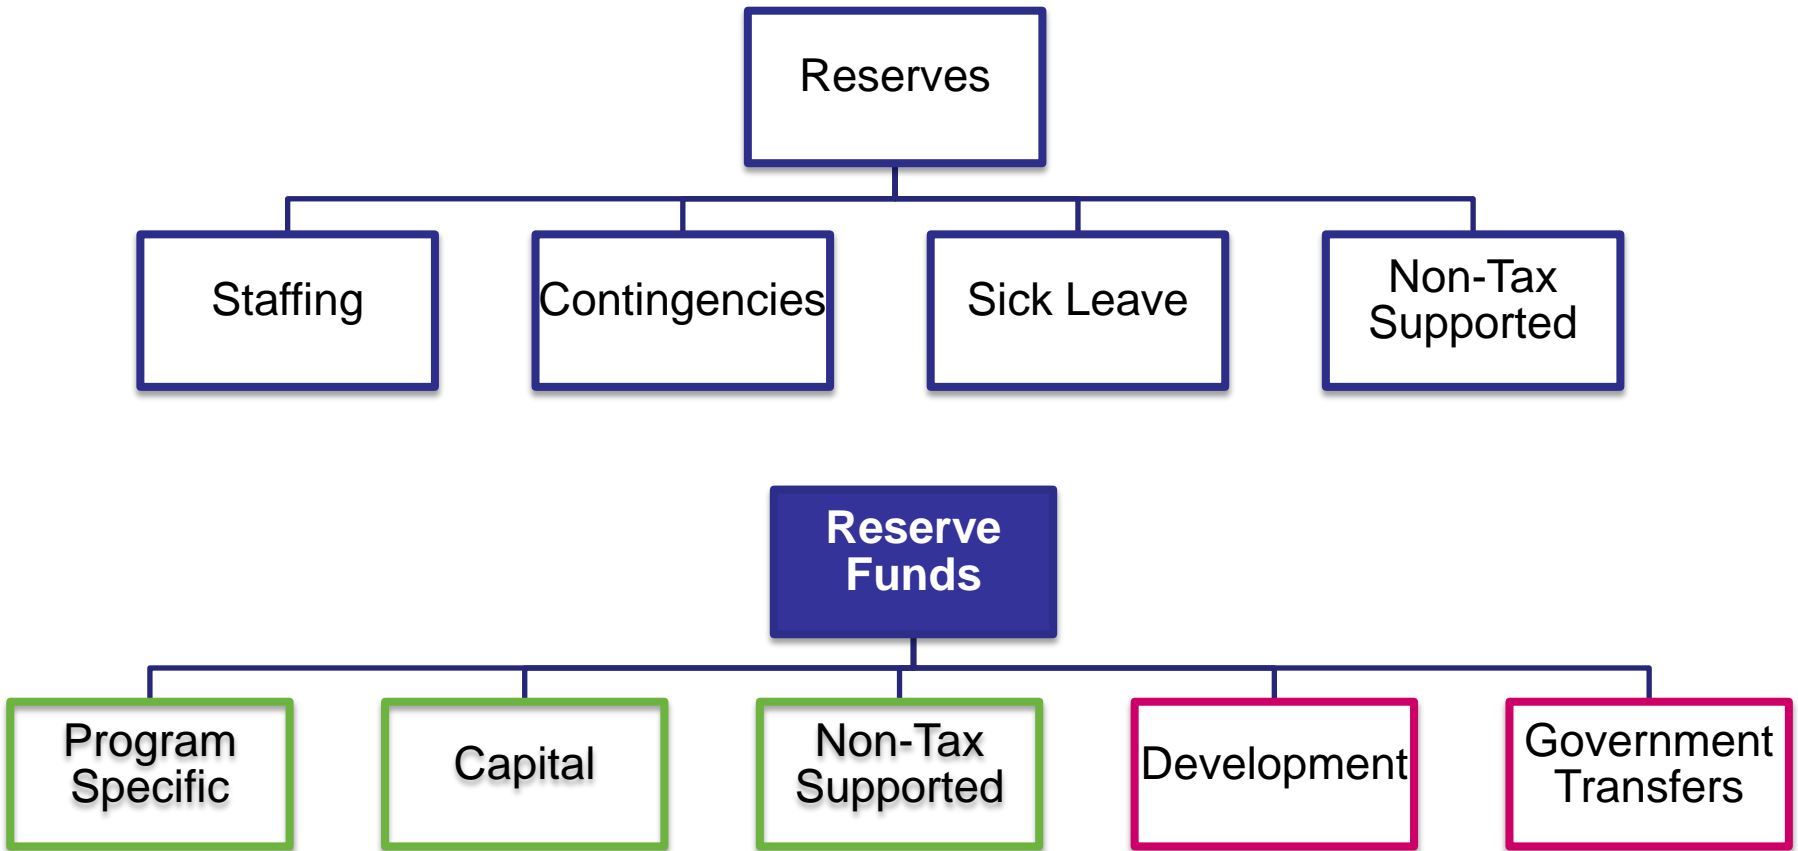 Reserves
Staffing
Contingencies
Sick Leave
Non-Tax
Supported
Reserve
Funds
Program
Specific
Capital
Non-Tax
Supported
Development
Government
Transfers